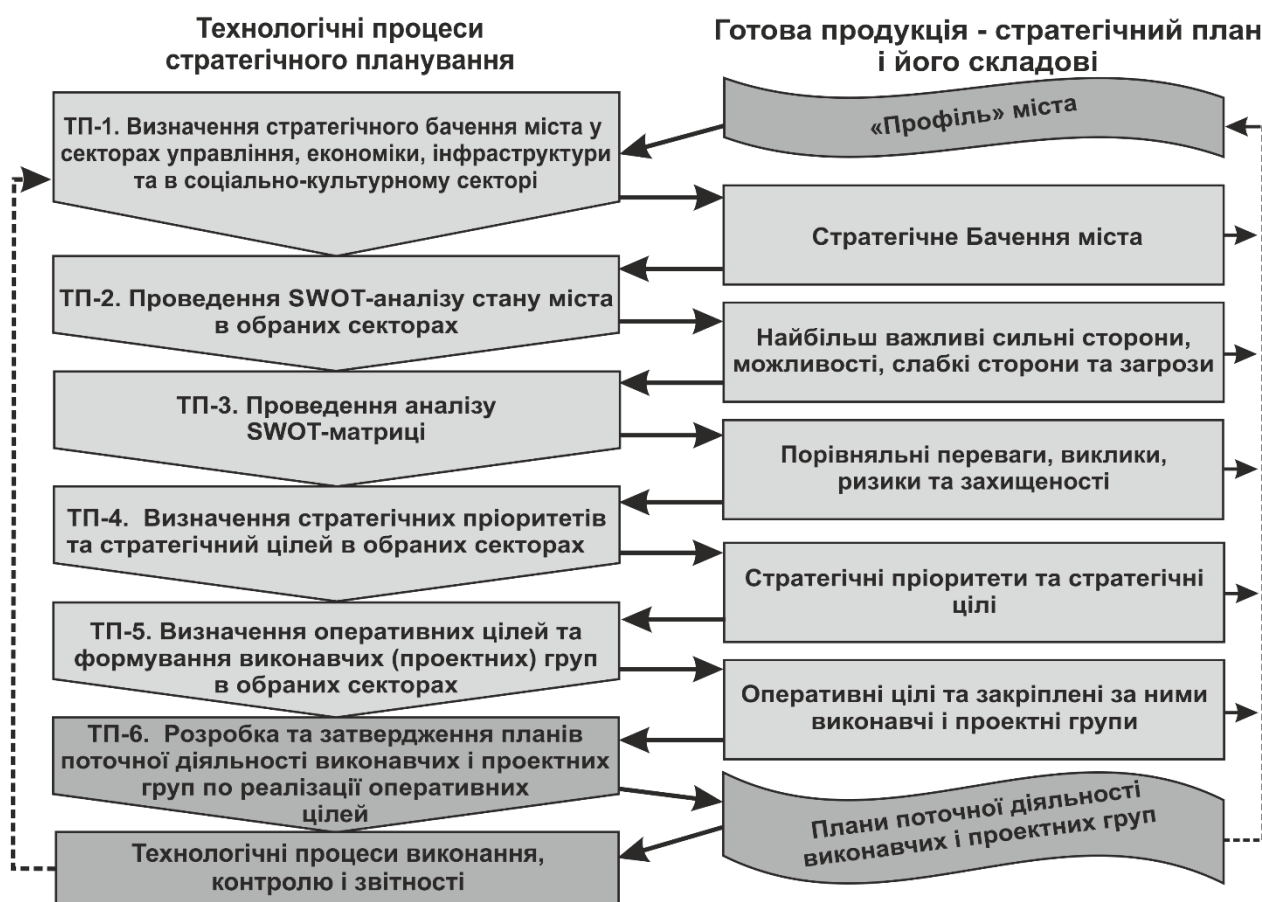 Технологічні процеси
стратегічного планування
Готова продукція - стратегічний план
і його складові
ТП-1. Визначення стратегічного бачення міста у
секторах управління, економіки, інфраструктури
та в соціально-культурному секторі
«Профіль» міста
Стратегічне Бачення міста
ТП-2. Проведення SWOT-аналізу стану міста
в обраних секторах
Найбільш важливі сильні сторони,
можливості, слабкі сторони та загрози
ТП-3. Проведення аналізу
SWOT-матриці
Порівняльні переваги, виклики,
ризики та захищеності
ТП-4. Визначення стратегічних пріоритетів
та стратегічний цілей в обраних секторах
Стратегічні пріоритети та стратегічні
цілі
ТП-5. Визначення оперативних цілей та
формування виконавчих (проектних) груп
в обраних секторах
Оперативні цілі та закріплені за ними
виконавчі і проектні групи
ТП-6. Розробка та затвердження планів
поточної діяльності виконавчих і проектних
груп по реалізації оперативних
цілей
Плани поточної діяльності
виконавчих і проектних груп
Технологічні процеси виконання,
контролю і звітності